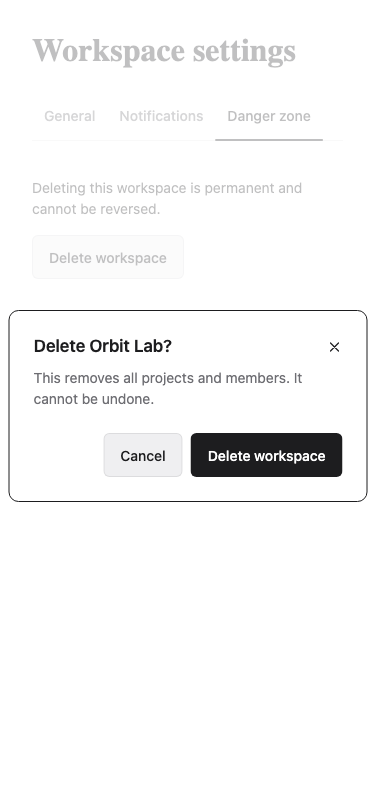 Workspace settings
General Notifications Danger zone
Deleting this workspace is permanent and
cannot be reversed.
Delete workspace
Delete Orbit Lab?
This removes all projects and members. It
cannot be undone.
Cancel Delete workspace